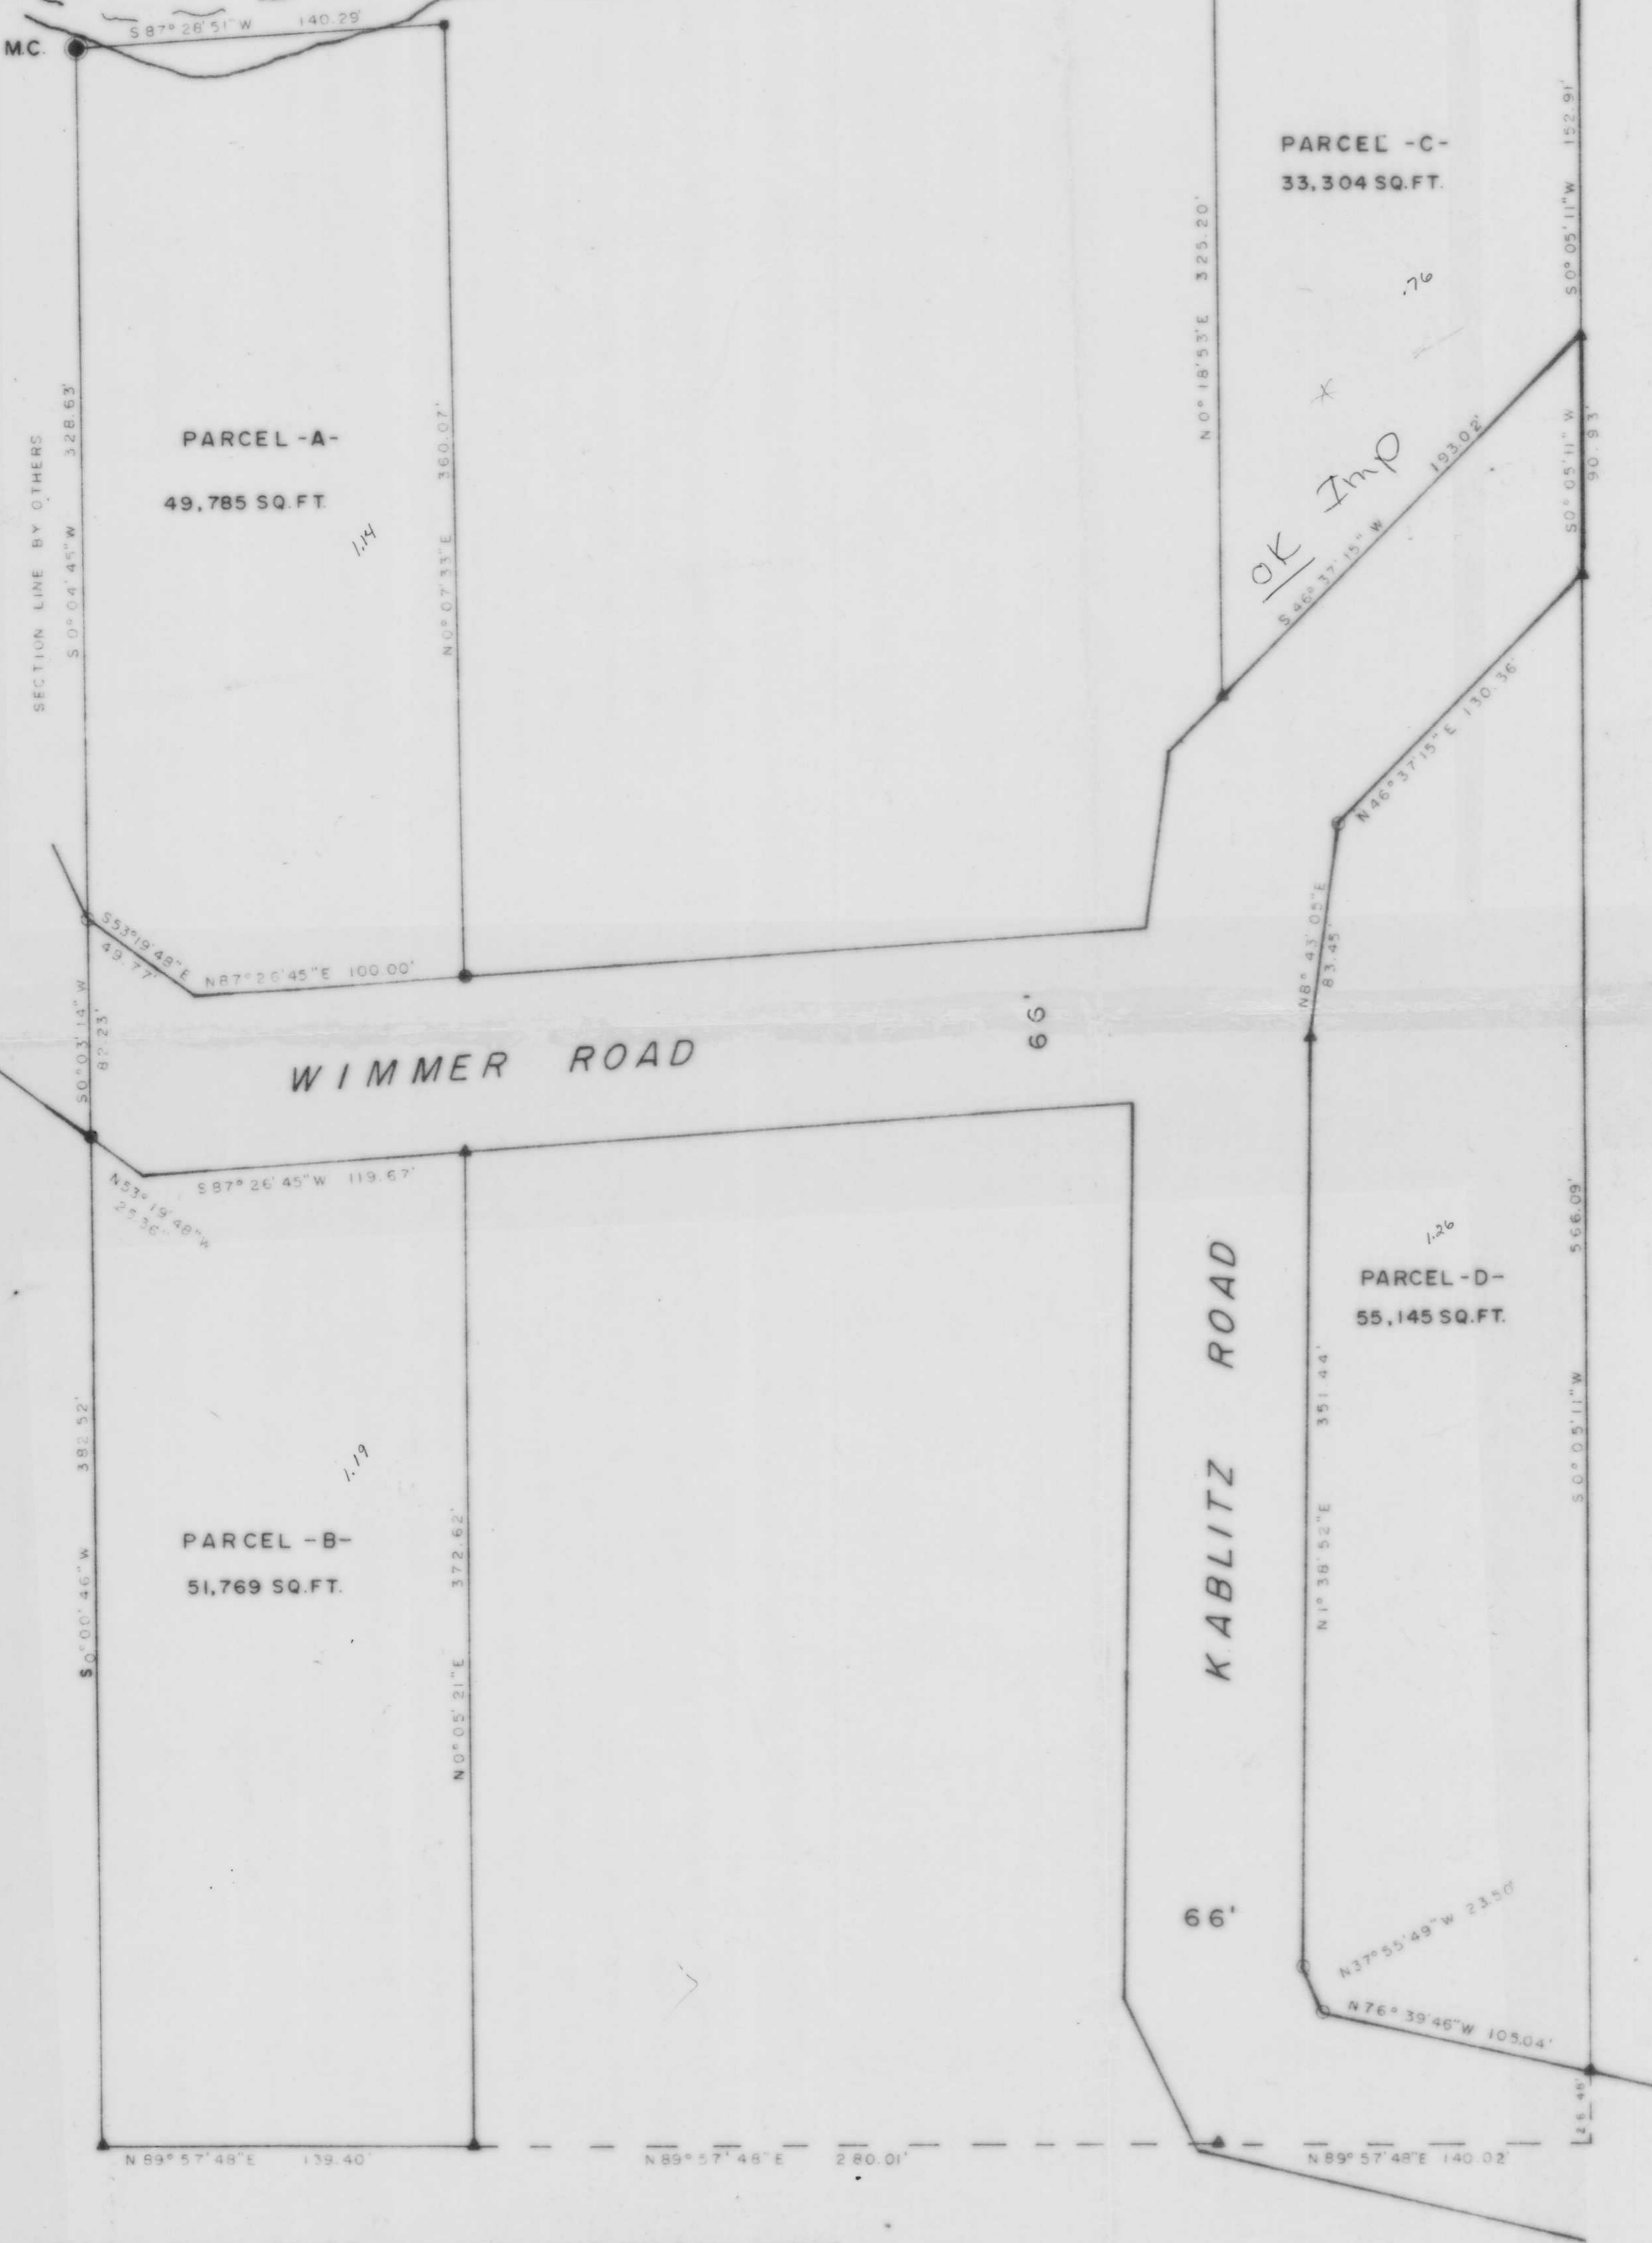 S 87° 26' 51" W 140.29'
M.C.
PARCEL -A-
49,785 SQ.FT.
1.14
SECTION LINE BY OTHERS
S 0° 04' 45" W 328.63'
N 0° 07' 33" E 360.07'
S 53° 19' 48" E
49.77'
N 87° 26' 45" E 100.00'
S 0° 03' 14" W
82.23'
WIMMER ROAD
66'
N 53° 19' 48" W
S 87° 26' 45" W 119.67'
S 0° 00' 46" W 382.52'
1.19
PARCEL -B-
51,769 SQ.FT.
N 0° 05' 21" E 372.62'
N 89° 57' 48" E 139.40'
N 89° 57' 48" E 280.01'
N 89° 57' 48" E 140.02'
PARCEL -C-
33,304 SQ.FT.
.76
N 0° 18' 53" E 325.20'
S 0° 05' 11" W 152.91'
OK Imp
S 46° 37' 15" W 193.02'
S 0° 05' 11" W
90.93'
N 46° 37' 15" E 130.36'
N 8° 43' 05" E
83.45'
KABLITZ ROAD
66'
1.26
PARCEL -D-
55,145 SQ.FT.
N 1° 38' 52" E 351.44'
S 0° 05' 11" W 566.09'
N 37° 55' 49" W 23.50'
N 76° 39' 46" W 105.04'